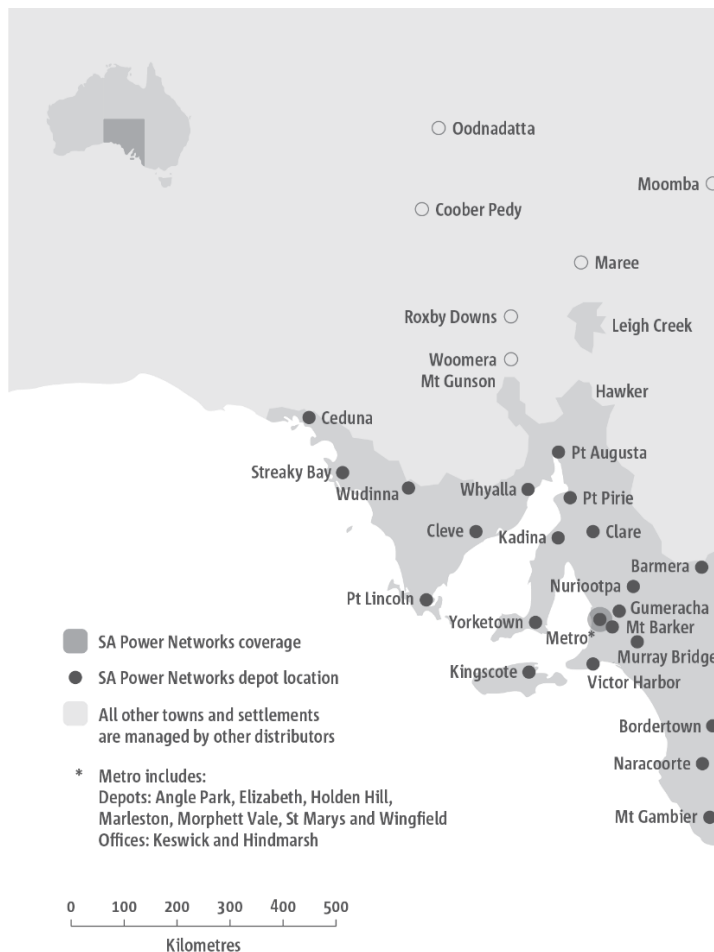 Oodnadatta
Moomba
Coober Pedy
Maree
Roxby Downs
Leigh Creek
Woomera
Mt Gunson
Hawker
Ceduna
Pt Augusta
Streaky Bay
Wudinna
Whyalla
Pt Pirie
Cleve
Kadina
Clare
Barmera
Nuriootpa
Pt Lincoln
Gumeracha
Yorketown
Mt Barker
Metro*
Murray Bridge
Kingscote
Victor Harbor
Bordertown
Naracoorte
Mt Gambier
SA Power Networks coverage
SA Power Networks depot location
All other towns and settlements
are managed by other distributors
* Metro includes:
Depots: Angle Park, Elizabeth, Holden Hill,
Marleston, Morphett Vale, St Marys and Wingfield
Offices: Keswick and Hindmarsh
0 100 200 300 400 500
Kilometres